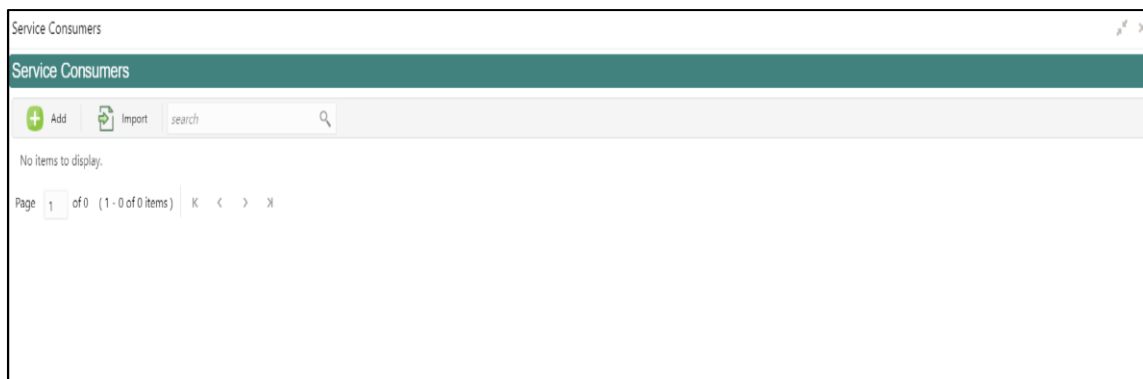 Service Consumers
Service Consumers
Add Import search
No items to display.
Page 1 of 0 (1 - 0 of 0 items)